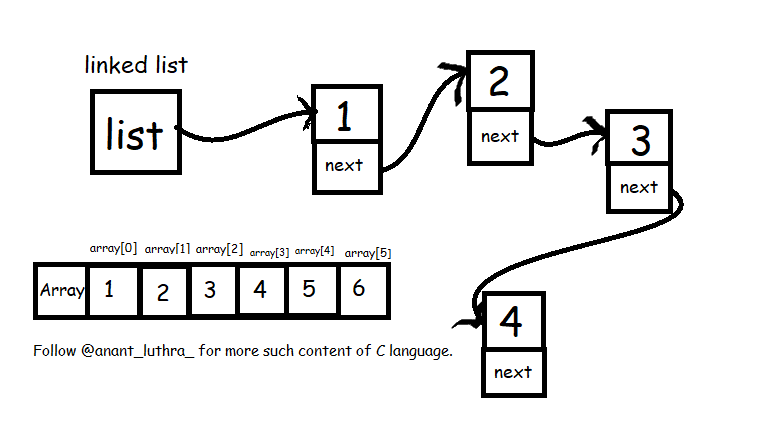 linked list
list
1
next
2
next
3
next
4
next
array[0] array[1] array[2] array[3] array[4] array[5]
Array 1 2 3 4 5 6
Follow @anant_luthra_ for more such content of C language.